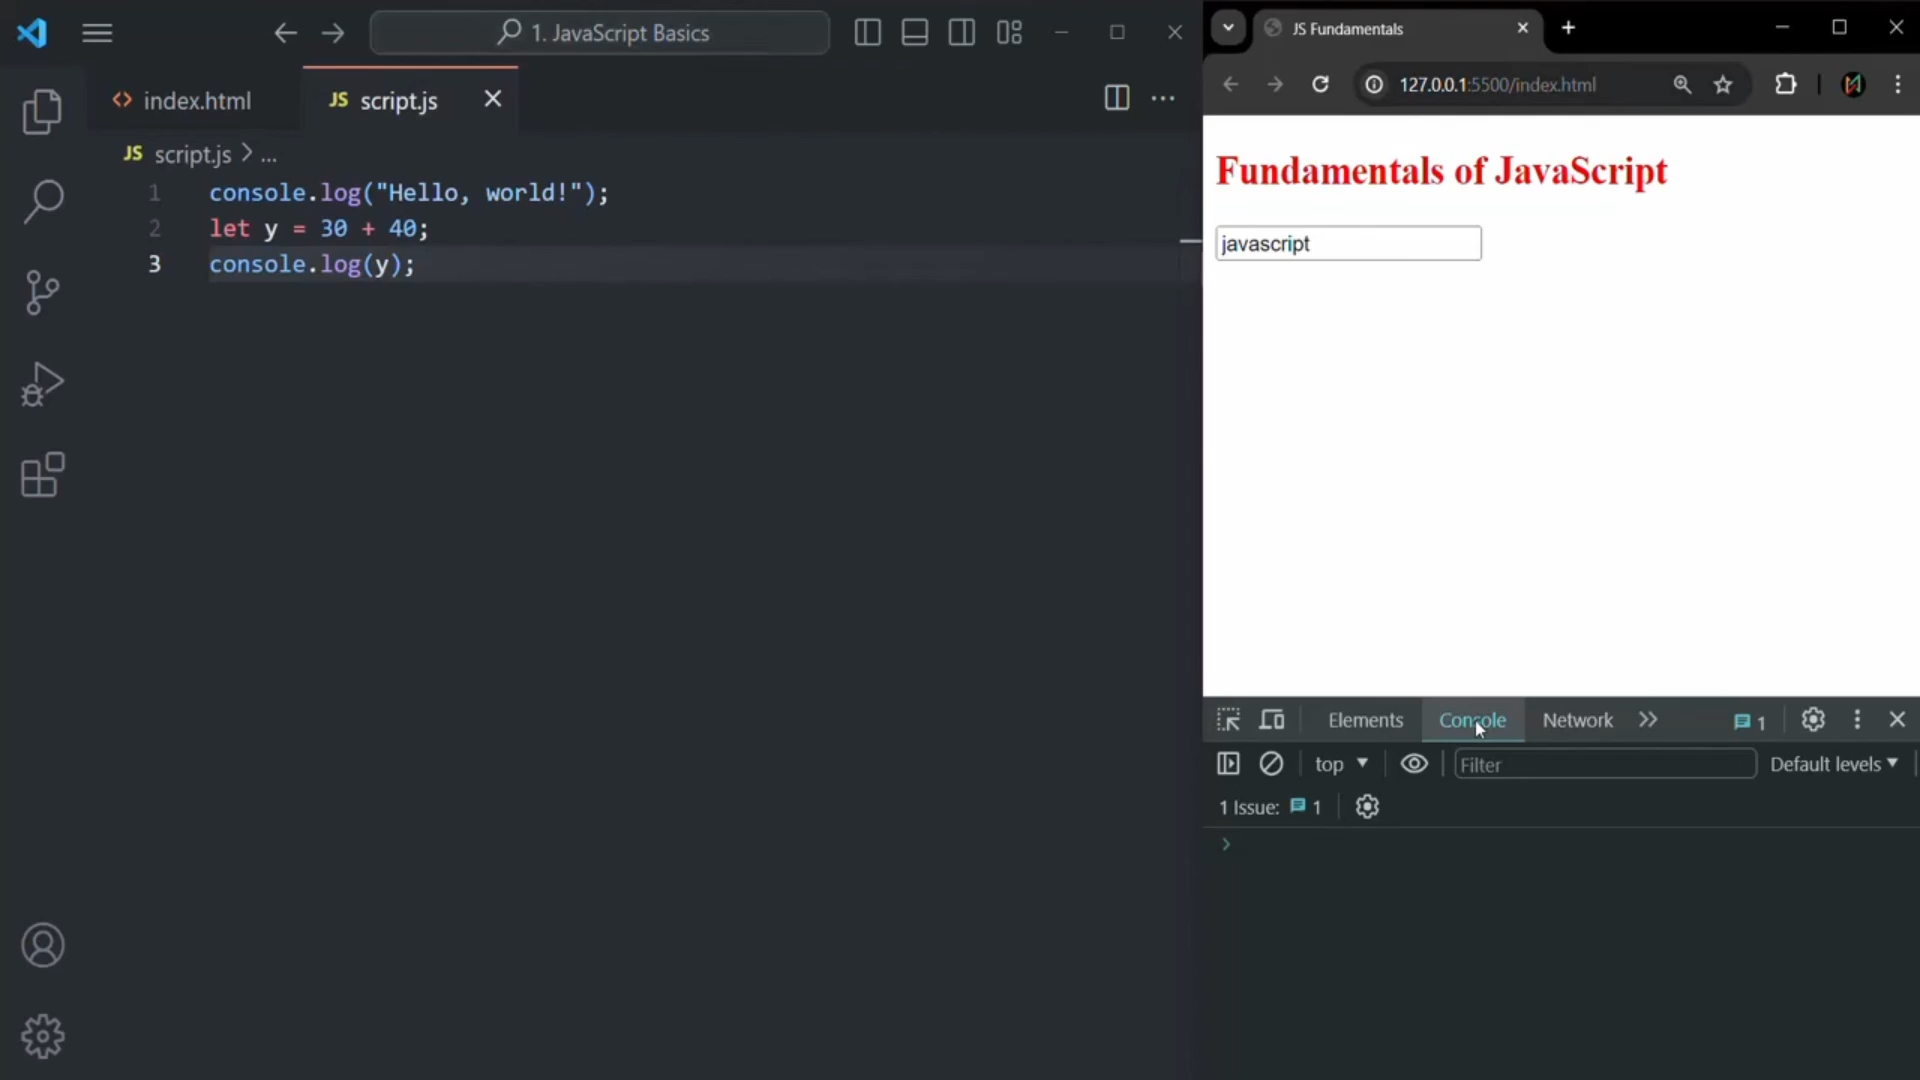 1. JavaScript Basics
index.html
JS script.js
JS script.js > ...
1 console.log("Hello, world!");
2 let y = 30 + 40;
3 console.log(y);
JS Fundamentals
127.0.0.1:5500/index.html
Fundamentals of JavaScript
javascript
Elements Console Network 1
top Filter Default levels
1 Issue: 1